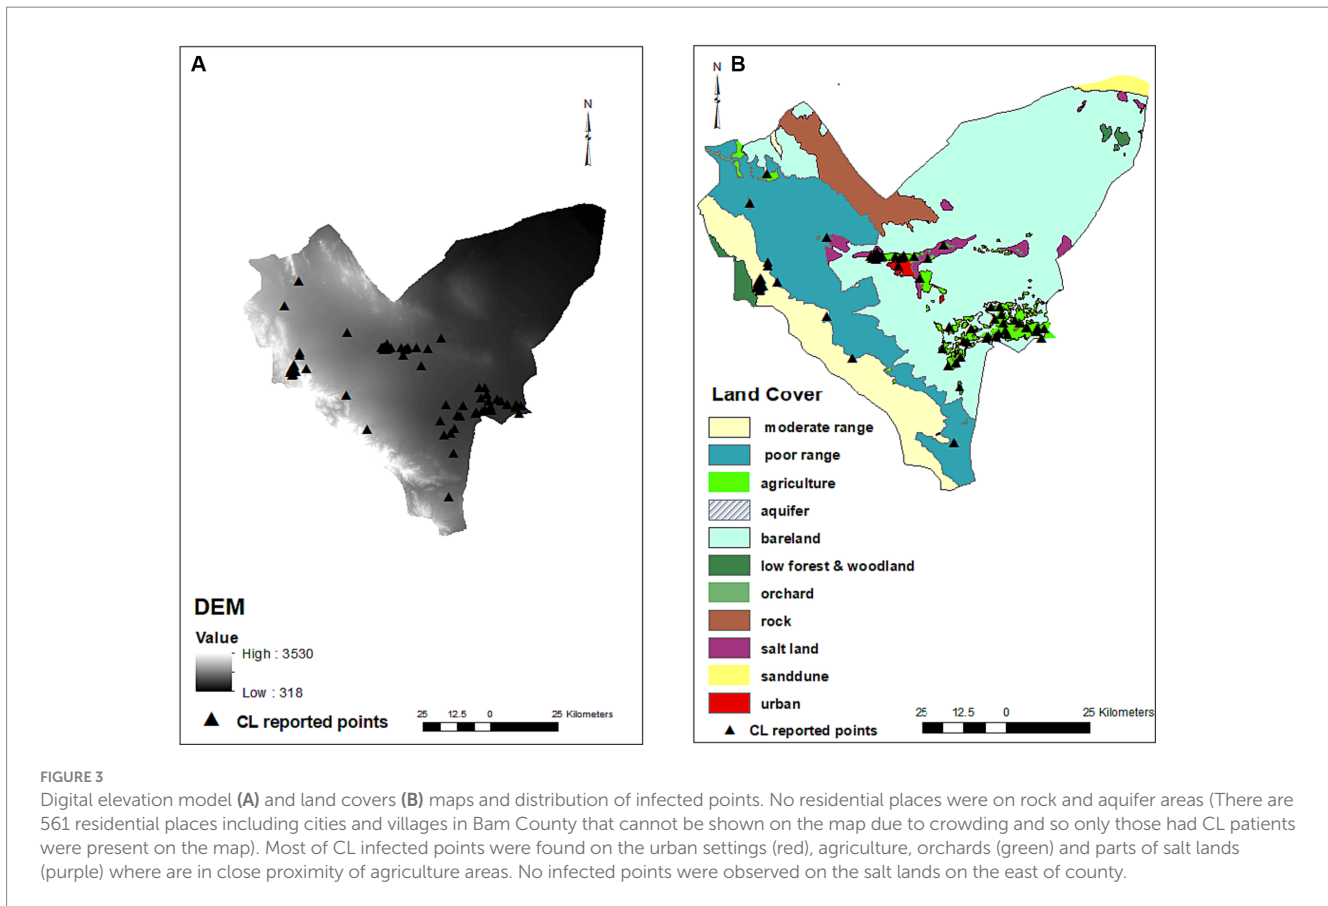 A
N
DEM
Value
High : 3530
Low : 318
CL reported points
25 12.5 0 25 Kilometers
B
N
Land Cover
moderate range
poor range
agriculture
aquifer
bareland
low forest & woodland
orchard
rock
salt land
sanddune
urban
CL reported points
25 12.5 0 25 Kilometers
FIGURE 3
Digital elevation model (A) and land covers (B) maps and distribution of infected points. No residential places were on rock and aquifer areas (There are
561 residential places including cities and villages in Bam County that cannot be shown on the map due to crowding and so only those had CL patients
were present on the map). Most of CL infected points were found on the urban settings (red), agriculture, orchards (green) and parts of salt lands
(purple) where are in close proximity of agriculture areas. No infected points were observed on the salt lands on the east of county.